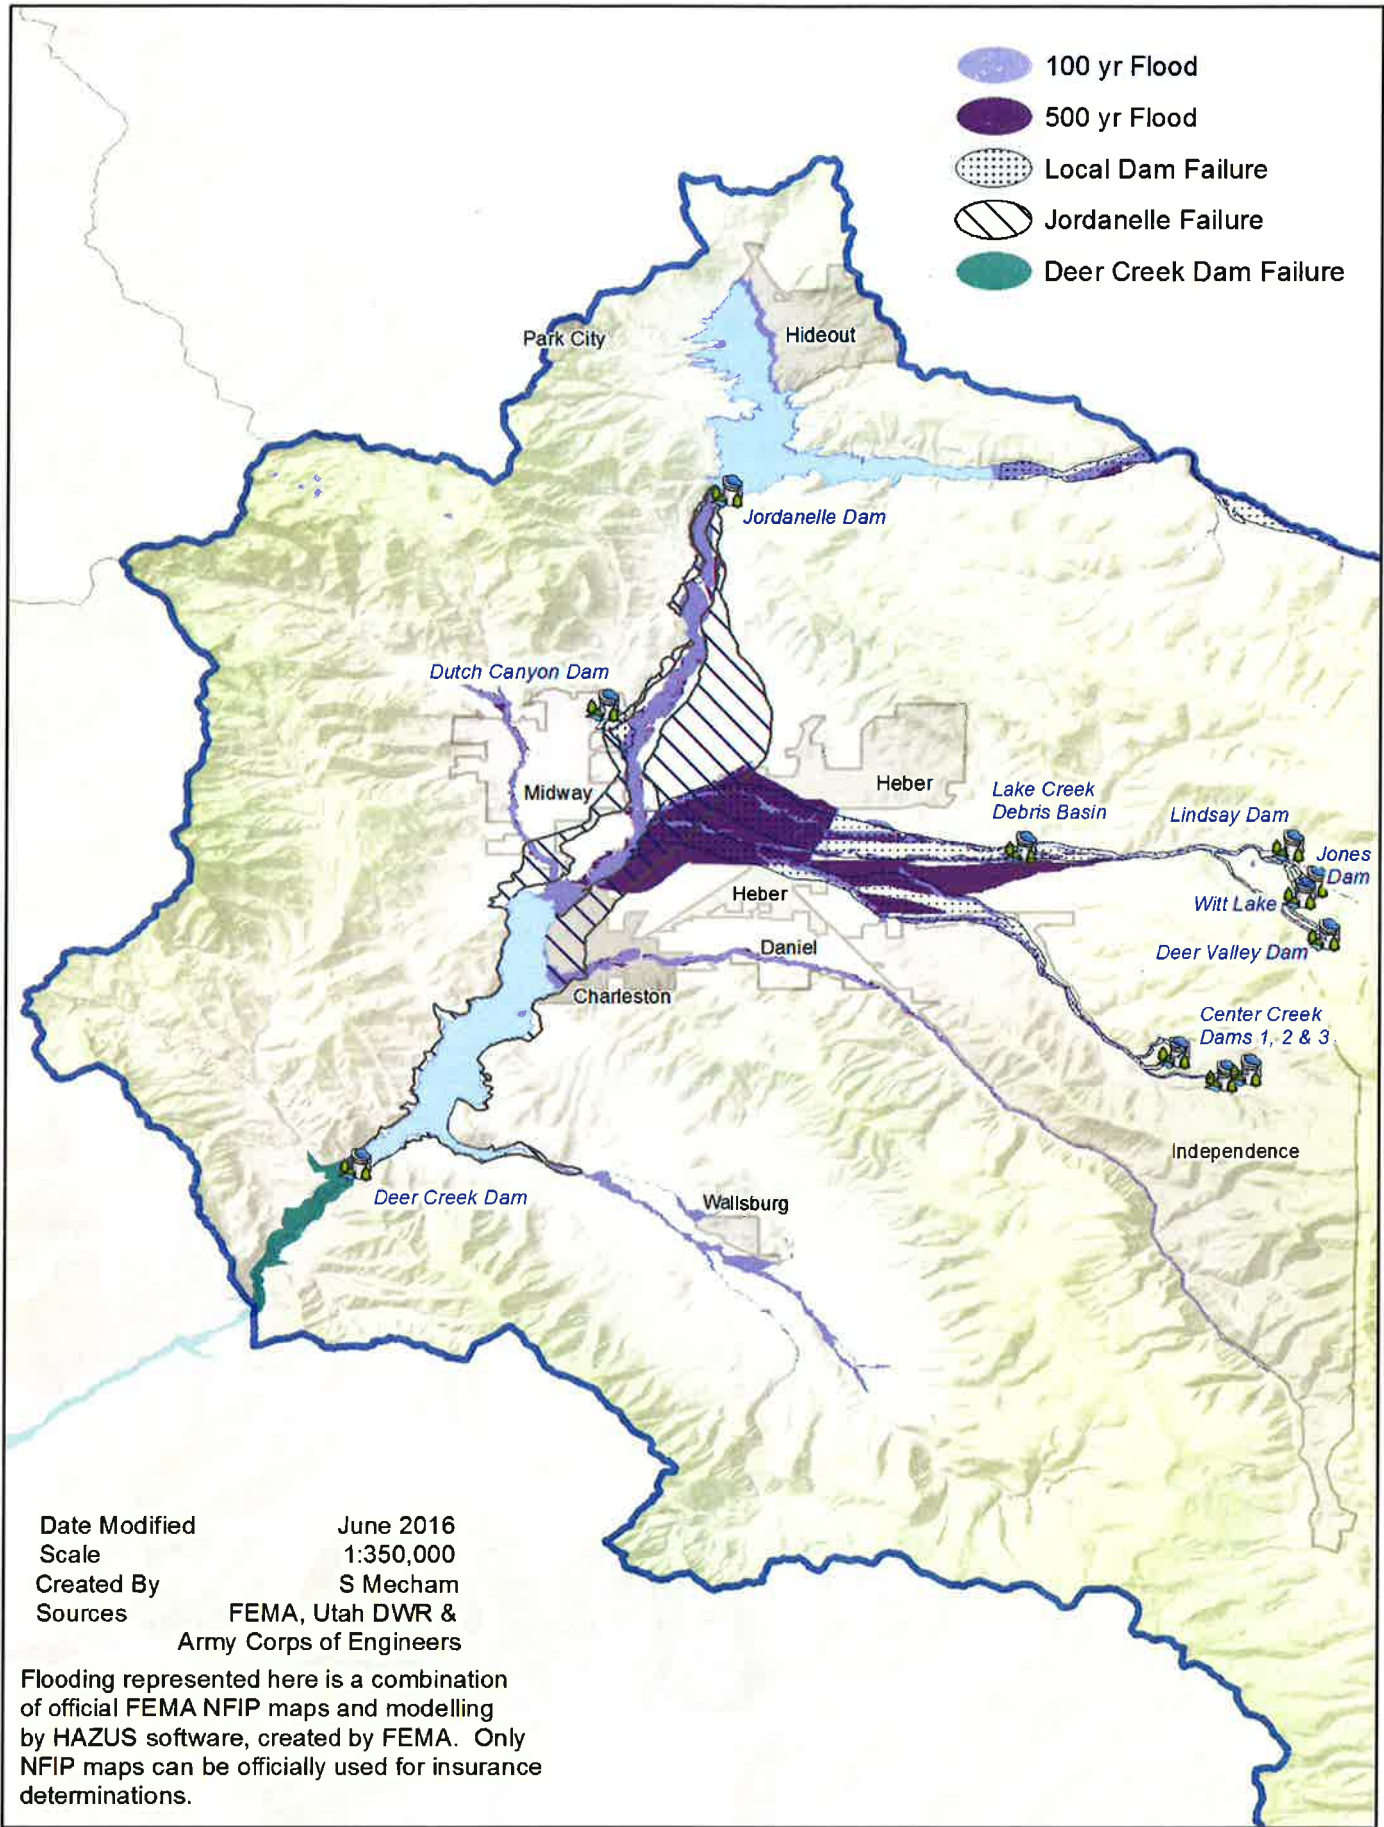 100 yr Flood
500 yr Flood
Local Dam Failure
Jordanelle Failure
Deer Creek Dam Failure
Park City
Hideout
Jordanelle Dam
Dutch Canyon Dam
Midway
Heber
Lake Creek
Debris Basin
Lindsay Dam
Jones
Dam
Heber
Witt Lake
Daniel
Deer Valley Dam
Charleston
Center Creek
Dams 1, 2 & 3
Independence
Deer Creek Dam
Wallsburg
Date Modified June 2016
Scale 1:350,000
Created By S Mecham
Sources FEMA, Utah DWR &
Army Corps of Engineers
Flooding represented here is a combination
of official FEMA NFIP maps and modelling
by HAZUS software, created by FEMA. Only
NFIP maps can be officially used for insurance
determinations.